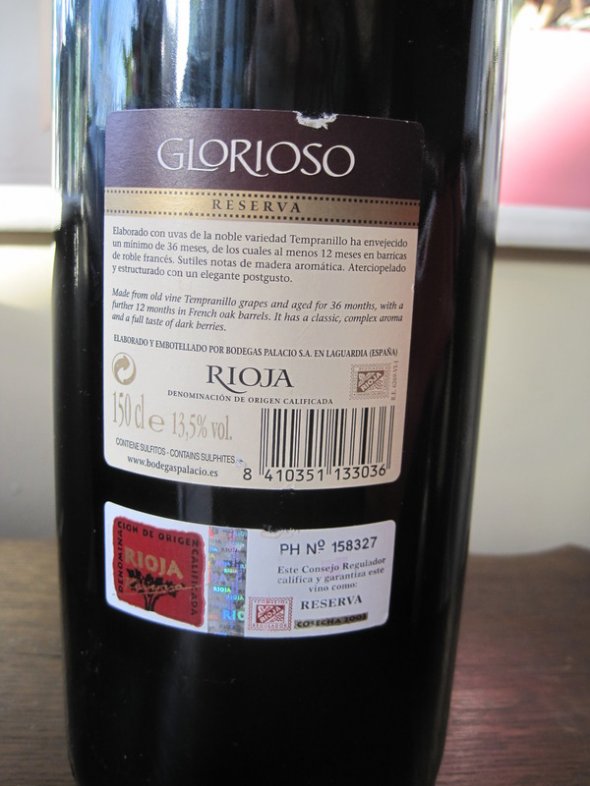 GLORIOSO
RESERVA
Elaborado con uvas de la noble variedad Tempranillo ha envejecido
un mínimo de 36 meses, de los cuales al menos 12 meses en barricas
de roble francés. Sutiles notas de madera aromática. Aterciopelado
y estructurado con un elegante postgusto.
Made from old vine Tempranillo grapes and aged for 36 months, with a
further 12 months in French oak barrels. It has a classic, complex aroma
and a full taste of dark berries.
ELABORADO Y EMBOTELLADO POR BODEGAS PALACIO S.A. EN LAGUARDIA (ESPAÑA)
RIOJA
DENOMINACIÓN DE ORIGEN CALIFICADA
150 cl e 13,5% vol.
CONTIENE SULFITOS - CONTAINS SULPHITES
www.bodegaspalacio.es
8 410351 133036
DENOMINACION DE ORIGEN CALIFICADA
RIOJA
PH Nº 158327
Este Consejo Regulador
califica y garantiza este
vino como:
RESERVA
COSECHA